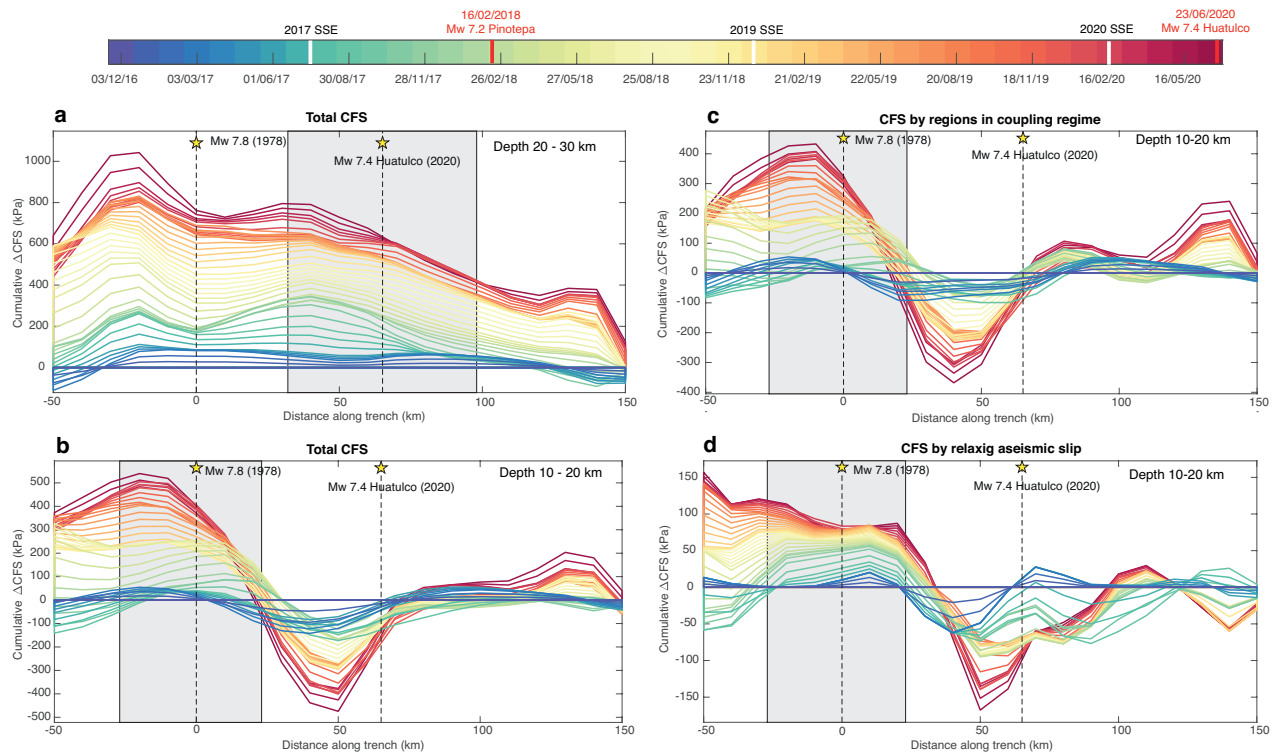 16/02/2018
Mw 7.2 Pinotepa
23/06/2020
Mw 7.4 Huatulco
2017 SSE
2019 SSE
2020 SSE
03/12/16 03/03/17 01/06/17 30/08/17 28/11/17 26/02/18 27/05/18 25/08/18 23/11/18 21/02/19 22/05/19 20/08/19 18/11/19 16/02/20 16/05/20
a
Total CFS
Mw 7.8 (1978)
Depth 20 - 30 km
Mw 7.4 Huatulco (2020)
Cumulative ΔCFS (kPa)
1000
800
600
400
200
0
-50 0 50 100 150
Distance along trench (km)
c
CFS by regions in coupling regime
Mw 7.8 (1978)
Depth 10-20 km
Mw 7.4 Huatulco (2020)
Cumulative ΔCFS (kPa)
400
300
200
100
0
-100
-200
-300
-400
-50 0 50 100 150
Distance along trench (km)
b
Total CFS
Mw 7.8 (1978)
Depth 10 - 20 km
Mw 7.4 Huatulco (2020)
Cumulative ΔCFS (kPa)
500
400
300
200
100
0
-100
-200
-300
-400
-500
-50 0 50 100 150
Distance along trench (km)
d
CFS by relaxig aseismic slip
Mw 7.8 (1978)
Depth 10-20 km
Mw 7.4 Huatulco (2020)
Cumulative ΔCFS (kPa)
150
100
50
0
-50
-100
-150
-50 0 50 100 150
Distance along trench (km)